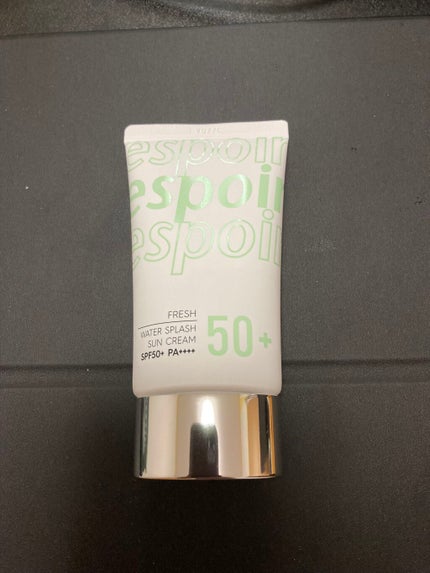 espoir
espoir
espoir
FRESH
WATER SPLASH
SUN CREAM
SPF50+ PA++++
50+